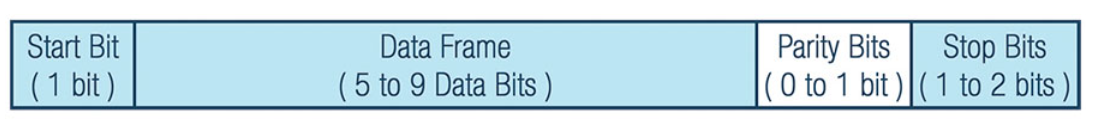 Start Bit
( 1 bit )
Data Frame
( 5 to 9 Data Bits )
Parity Bits
( 0 to 1 bit )
Stop Bits
( 1 to 2 bits )